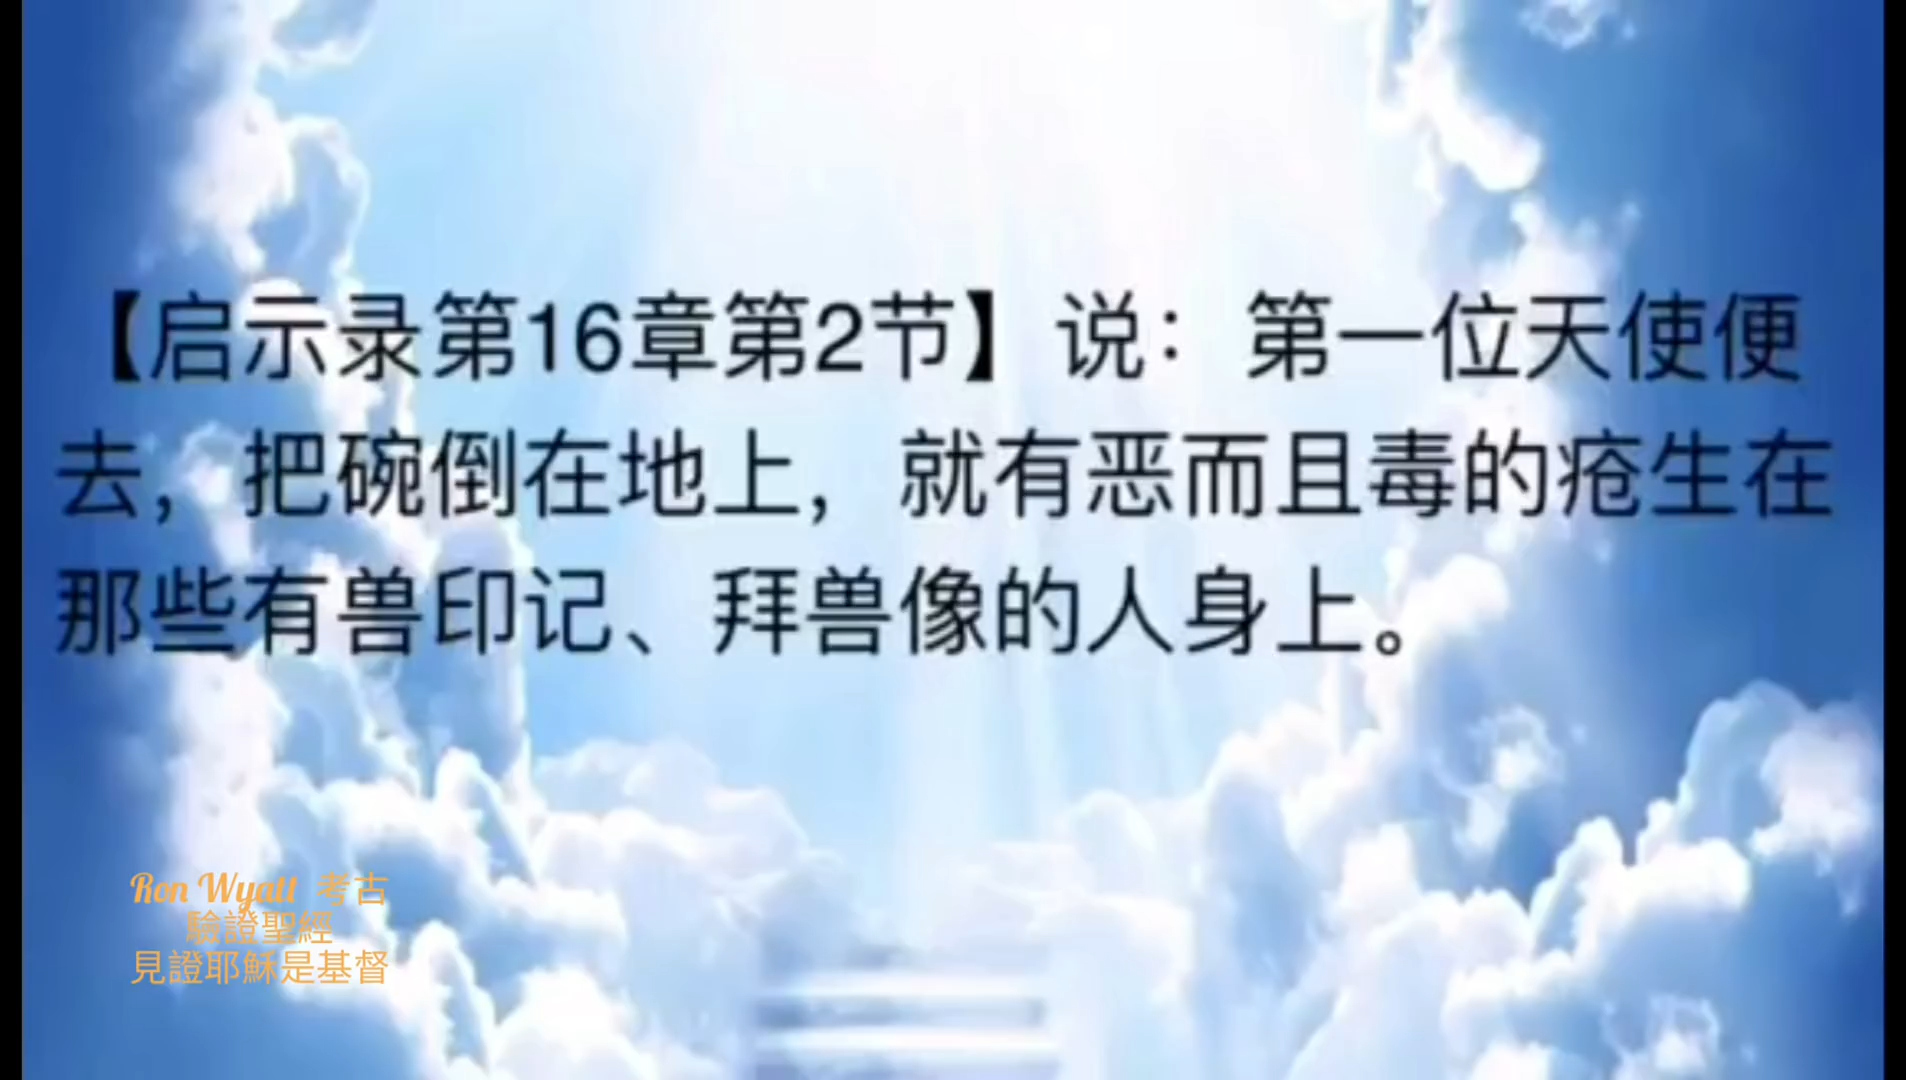 【启示录第16章第2节】说：第一位天使便
去，把碗倒在地上，就有恶而且毒的疮生在
那些有兽印记、拜兽像的人身上。
Ron Wyatt 考古
驗證聖經
見證耶穌是基督